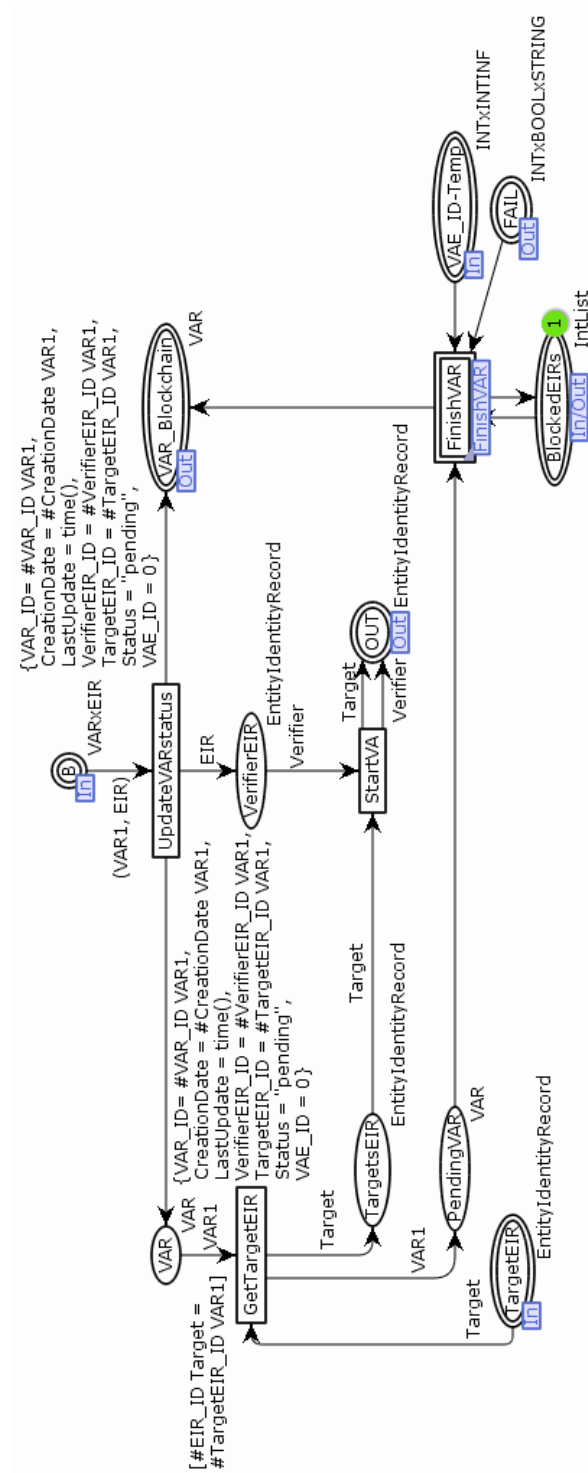 B
In
VARxEIR
(VAR1, EIR)
UpdateVARstatus
{VAR_ID= #VAR_ID VAR1,
CreationDate = #CreationDate VAR1,
LastUpdate = time(),
VerifierEIR_ID = #VerifierEIR_ID VAR1,
TargetEIR_ID = #TargetEIR_ID VAR1,
Status = "pending",
VAE_ID = 0}
VAR_Blockchain
Out
VAR
{VAR_ID= #VAR_ID VAR1,
CreationDate = #CreationDate VAR1,
LastUpdate = time(),
VerifierEIR_ID = #VerifierEIR_ID VAR1,
TargetEIR_ID = #TargetEIR_ID VAR1,
Status = "pending",
VAE_ID = 0}
VAR
VAR
VAR1
EIR
VerifierEIR
EntityIdentityRecord
Verifier
[#EIR_ID Target =
#TargetEIR_ID VAR1]
GetTargetEIR
Target
TargetsEIR
EntityIdentityRecord
Target
StartVA
Target
Verifier
OUT
Out
EntityIdentityRecord
VAR1
PendingVAR
VAR
FinishVAR
FinishVAR
VAE_ID-Temp
In
INTxINTINF
FAIL
Out
INTxBOOLxSTRING
Target
TargetEIR
In
EntityIdentityRecord
BlockedEIRs
1
In/Out
IntList